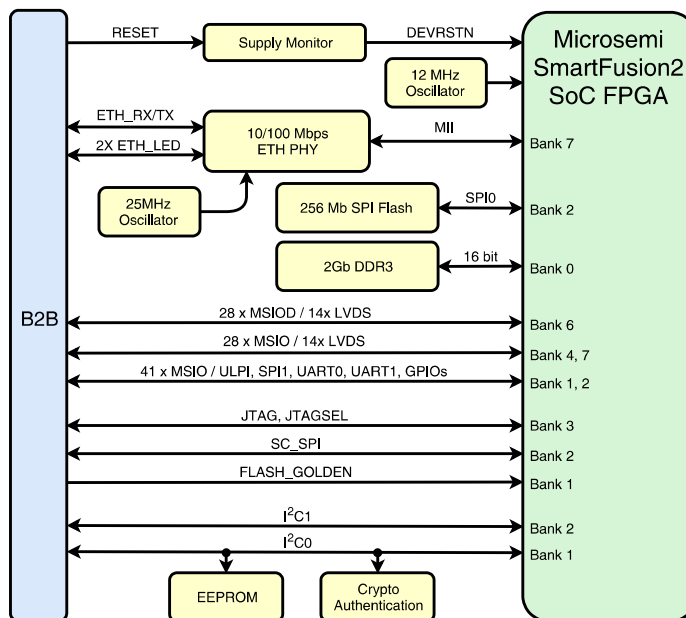 RESET
Supply Monitor
DEVRSTN
Microsemi
SmartFusion2
SoC FPGA
12 MHz
Oscillator
ETH_RX/TX
2X ETH_LED
10/100 Mbps
ETH PHY
MII
Bank 7
25MHz
Oscillator
256 Mb SPI Flash
SPI0
Bank 2
2Gb DDR3
16 bit
Bank 0
B2B
28 x MSIOD / 14x LVDS
Bank 6
28 x MSIO / 14x LVDS
Bank 4, 7
41 x MSIO / ULPI, SPI1, UART0, UART1, GPIOs
Bank 1, 2
JTAG, JTAGSEL
Bank 3
SC_SPI
Bank 2
FLASH_GOLDEN
Bank 1
I²C1
Bank 2
I²C0
Bank 1
EEPROM
Crypto
Authentication